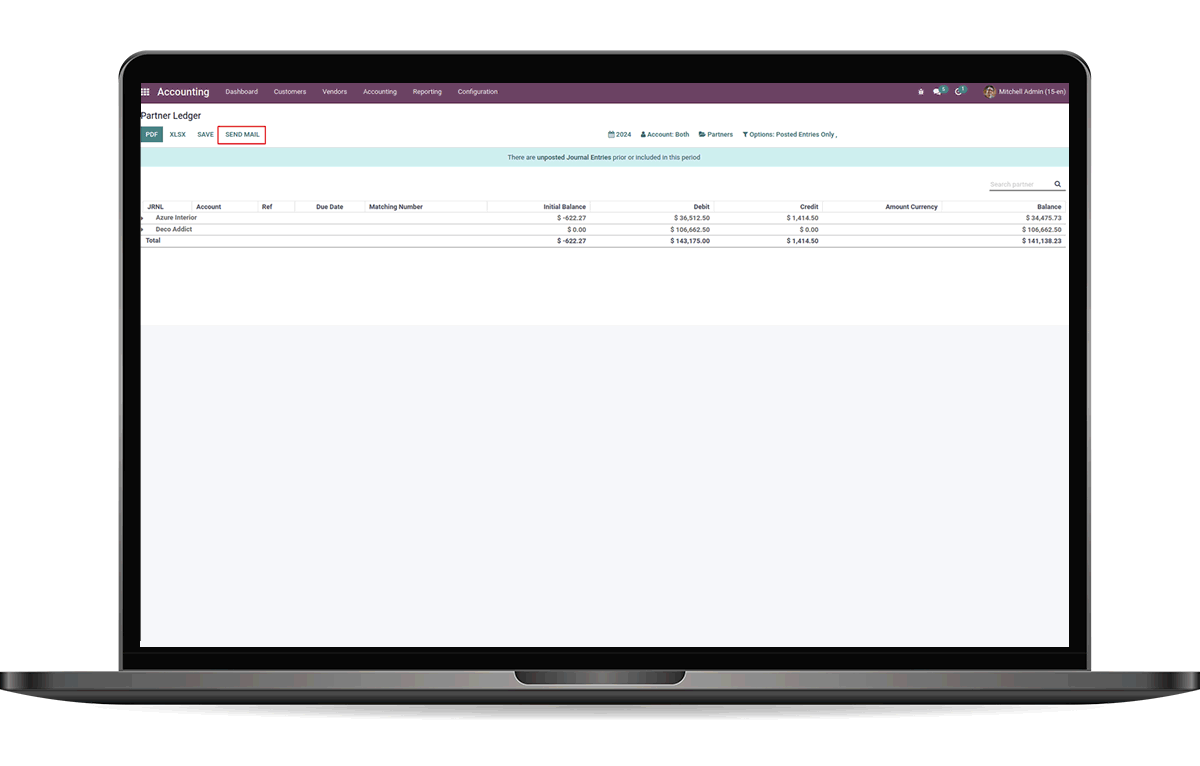 Accounting Dashboard Customers Vendors Accounting Reporting Configuration 5 1 Mitchell Admin (15-en)
Partner Ledger
PDF XLSX SAVE SEND MAIL 2024 Account: Both Partners Options: Posted Entries Only ,
There are unposted Journal Entries prior or included in this period
Search partner
JRNL Account Ref Due Date Matching Number Initial Balance Debit Credit Amount Currency Balance
Azure Interior $ -622.27 $ 36,512.50 $ 1,414.50 $ 34,475.73
Deco Addict $ 0.00 $ 106,662.50 $ 0.00 $ 106,662.50
Total $ -622.27 $ 143,175.00 $ 1,414.50 $ 141,138.23